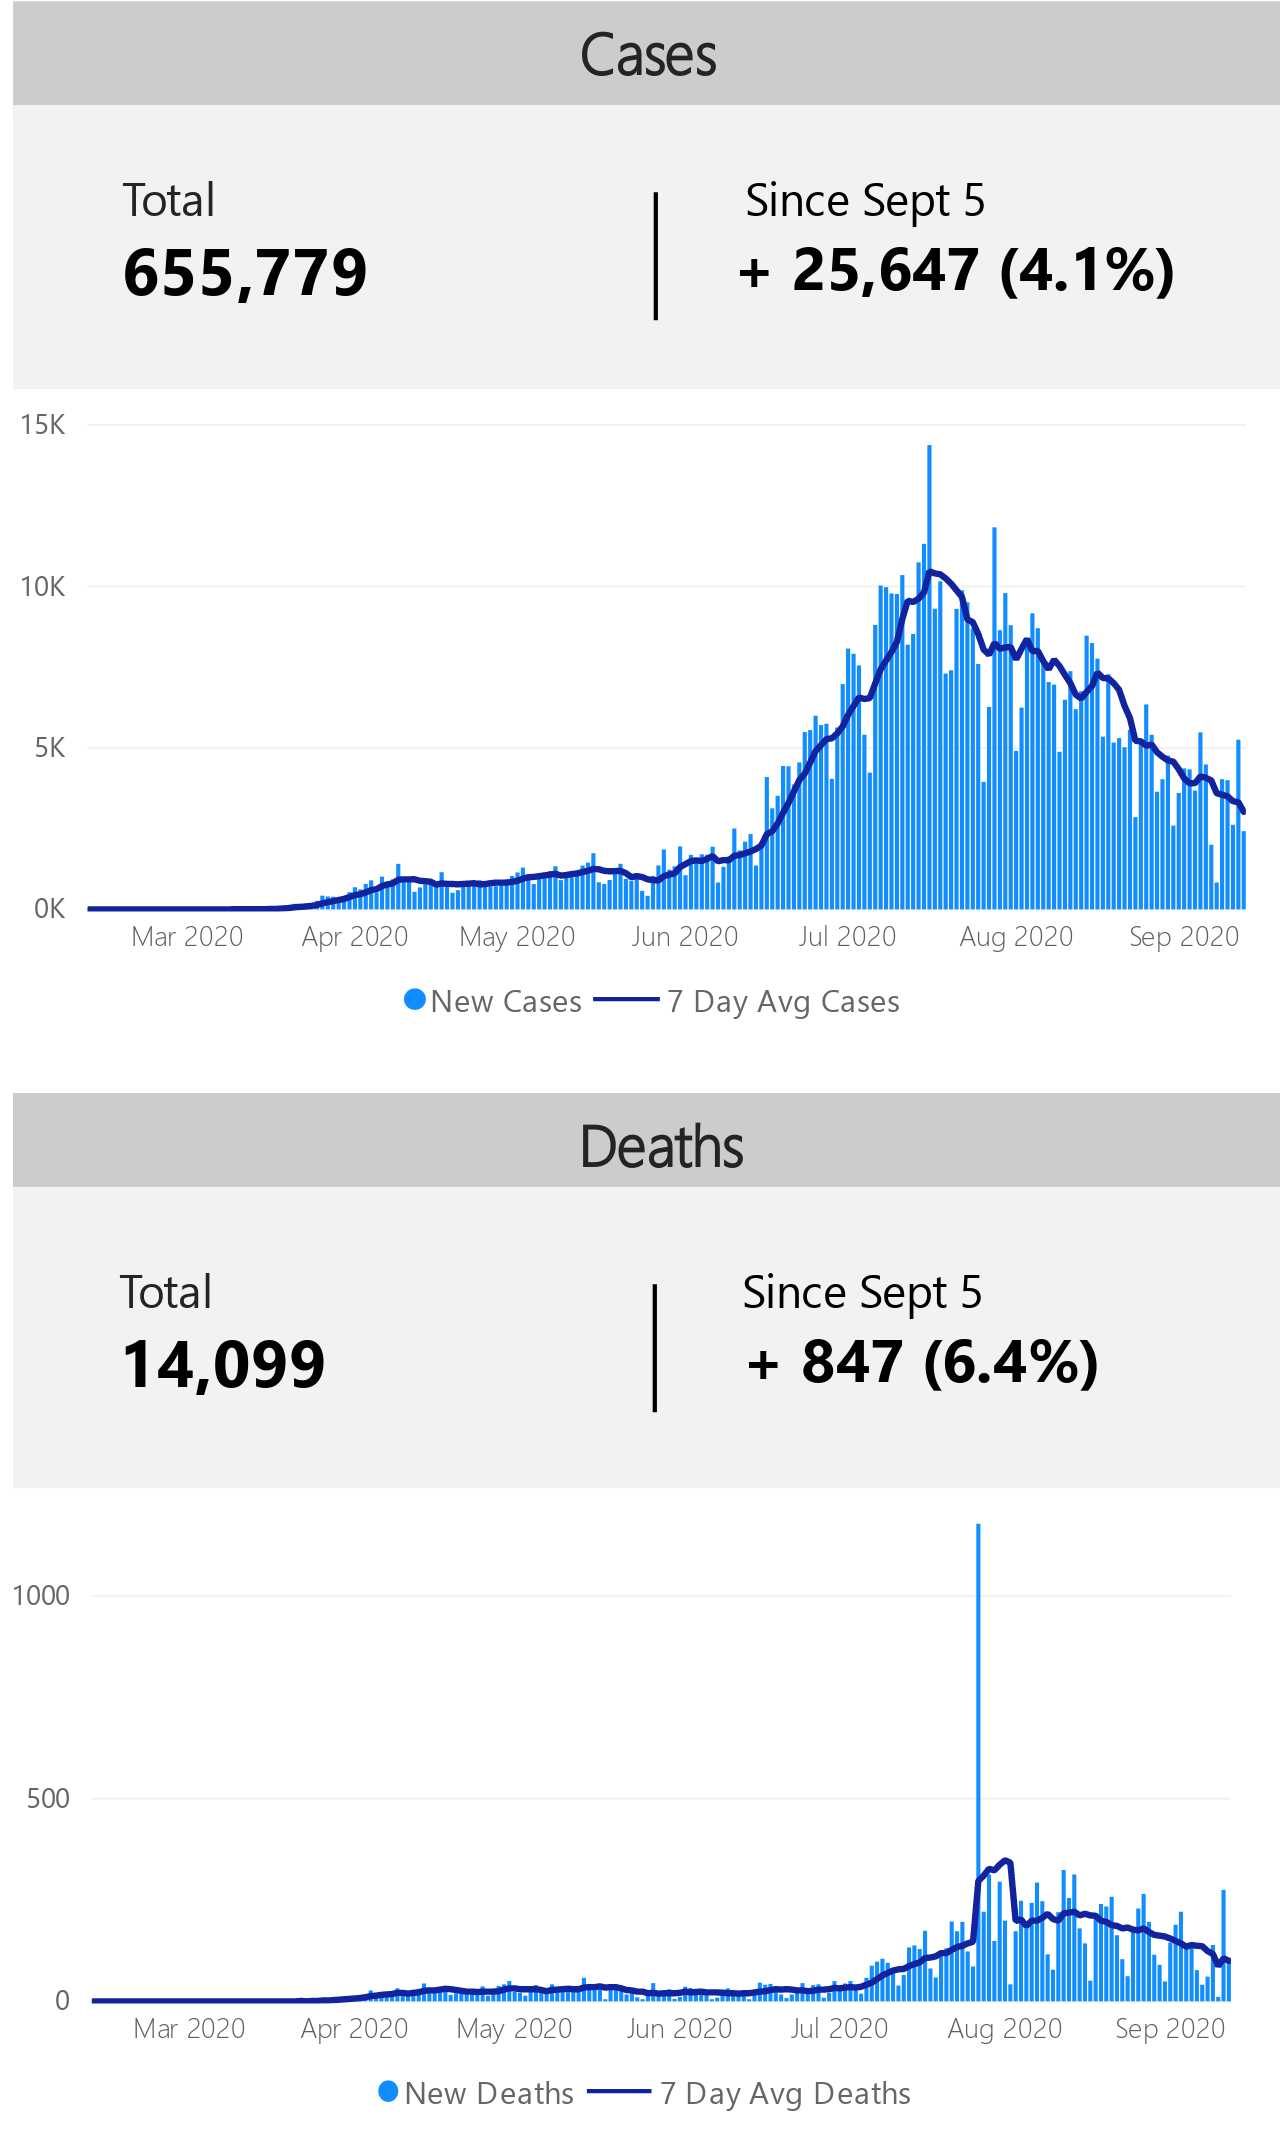 Cases
Total
Since Sept 5
655,779
+ 25,647 (4.1%)
15K
10K
5K
0K
Mar 2020
Apr 2020
May 2020
Jun 2020
Jul 2020
Aug 2020
Sep 2020
New Cases
7 Day Avg Cases
Deaths
Total
Since Sept 5
14,099
+ 847 (6.4%)
1000
500
0
Mar 2020
Apr 2020
May 2020
Jun 2020
Jul 2020
Aug 2020
Sep 2020
New Deaths
7 Day Avg Deaths